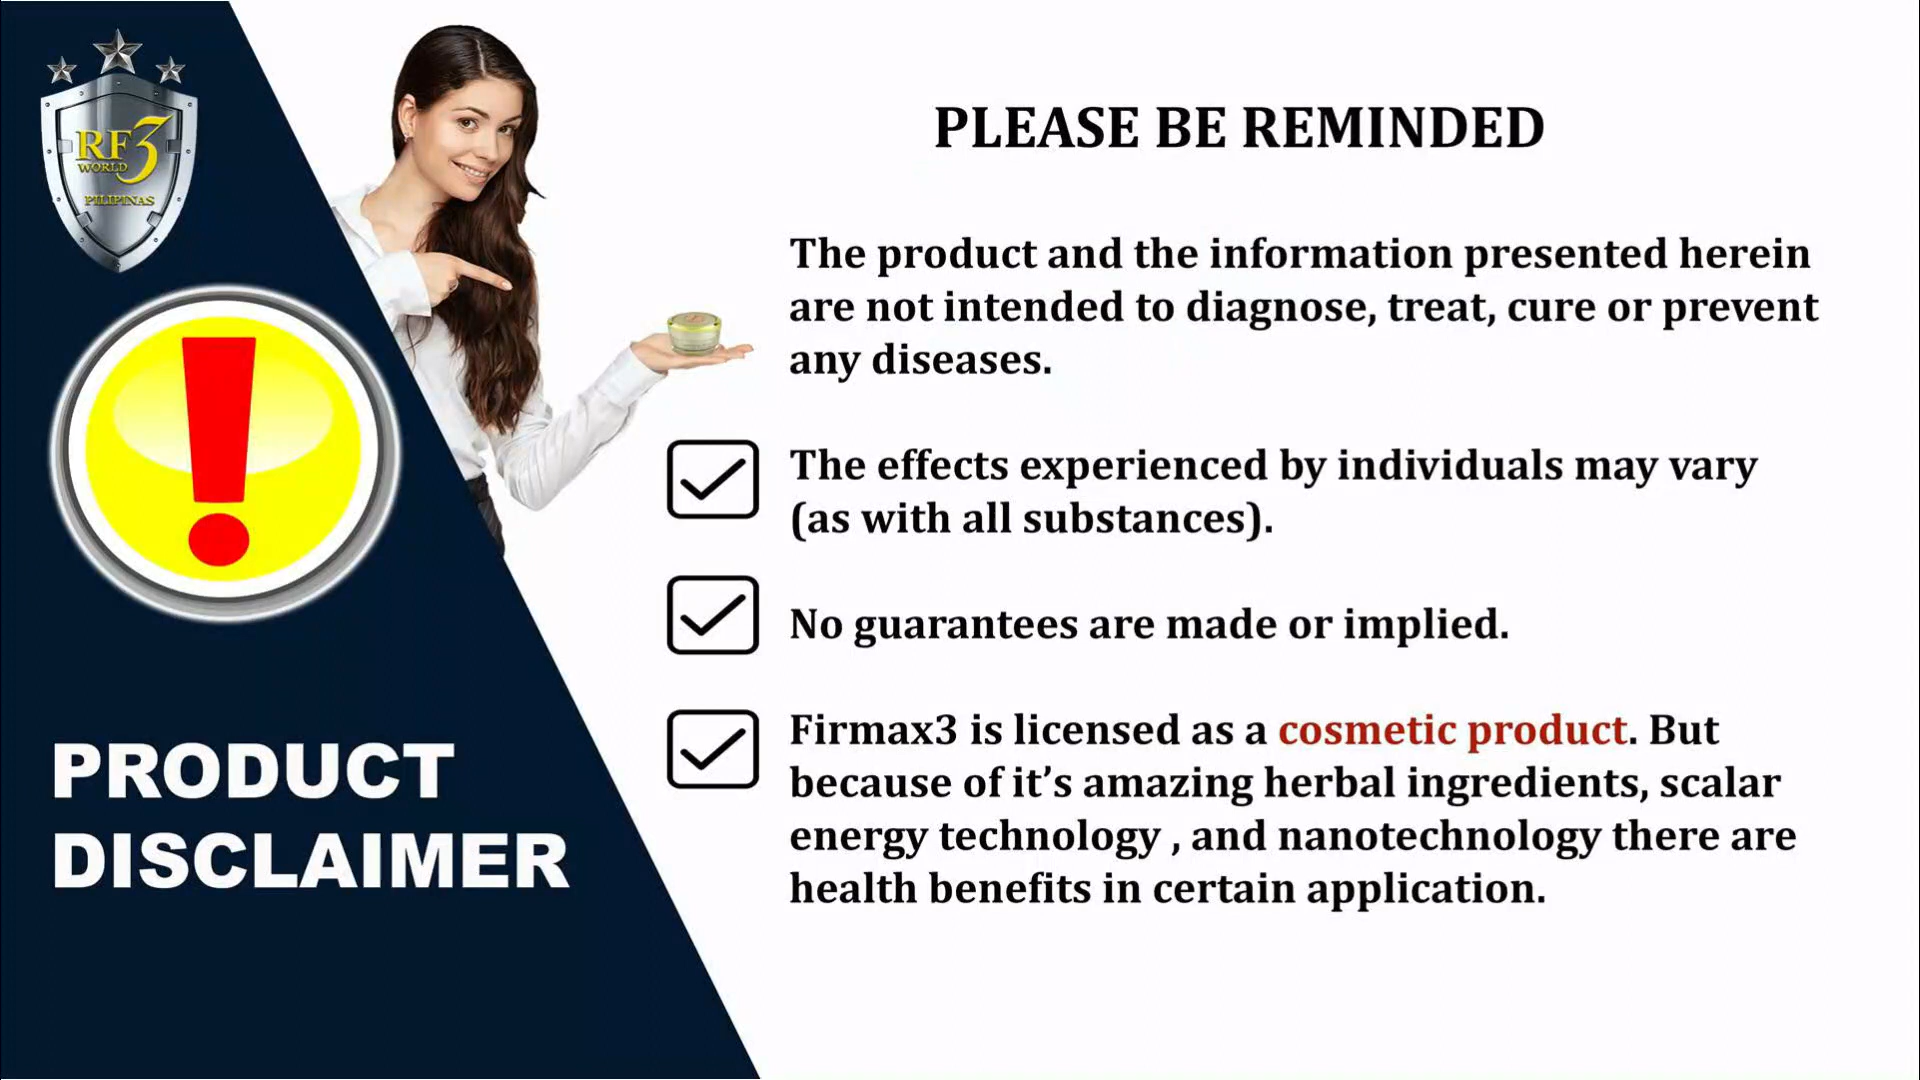 RF3
WORLD
PILIPINAS
PRODUCT
DISCLAIMER
PLEASE BE REMINDED
The product and the information presented herein
are not intended to diagnose, treat, cure or prevent
any diseases.
The effects experienced by individuals may vary
(as with all substances).
No guarantees are made or implied.
Firmax3 is licensed as a cosmetic product. But
because of it’s amazing herbal ingredients, scalar
energy technology , and nanotechnology there are
health benefits in certain application.